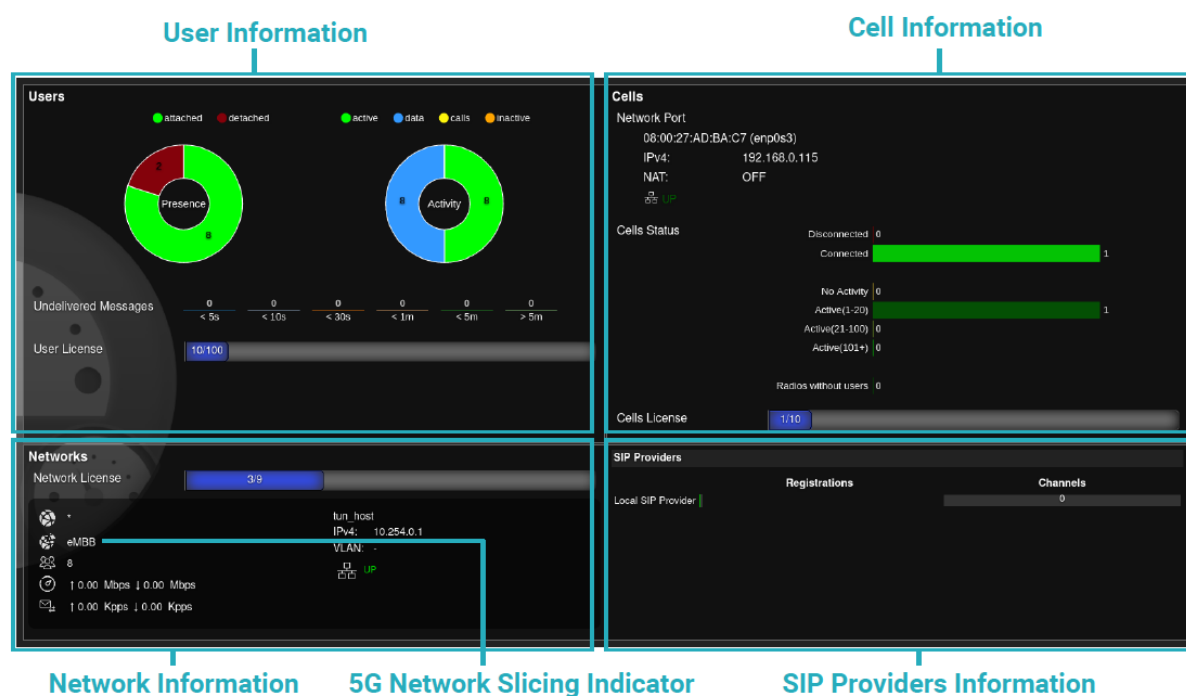 User Information
Cell Information
Users
attached detached
active data calls inactive
2
Presence
8
8 Activity 8
Undelivered Messages
0 0 0 0 0 0
< 5s < 10s < 30s < 1m < 5m > 5m
User License 10/100
Cells
Network Port
08:00:27:AD:BA:C7 (enp0s3)
IPv4: 192.168.0.115
NAT: OFF
UP
Cells Status
Disconnected 0
Connected 1
No Activity 0
Active(1-20) 1
Active(21-100) 0
Active(101+) 0
Radios without users 0
Cells License 1/10
Networks
Network License 3/9
* tun_host
IPv4: 10.254.0.1
eMBB
VLAN: -
8 UP
↑ 0.00 Mbps ↓ 0.00 Mbps
↑ 0.00 Kpps ↓ 0.00 Kpps
SIP Providers
Registrations Channels
Local SIP Provider 0
Network Information
5G Network Slicing Indicator
SIP Providers Information